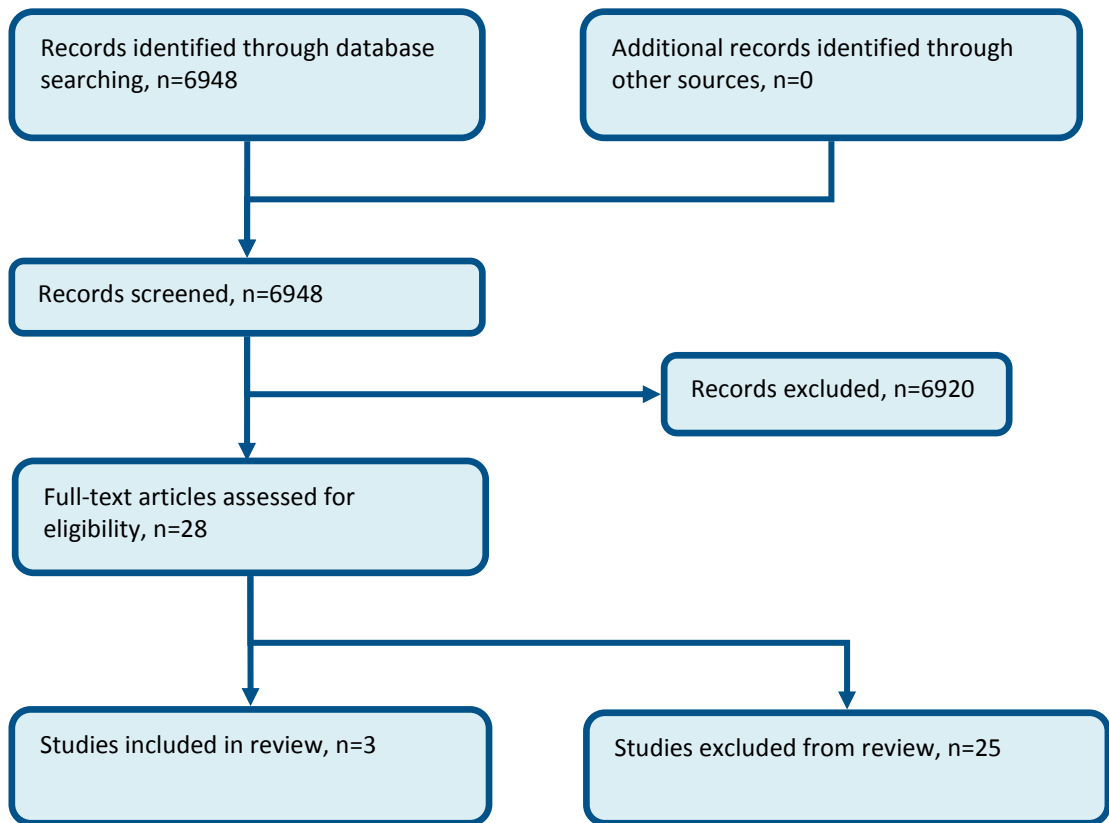 Records identified through database
searching, n=6948
Additional records identified through
other sources, n=0
Records screened, n=6948
Records excluded, n=6920
Full-text articles assessed for
eligibility, n=28
Studies included in review, n=3
Studies excluded from review, n=25